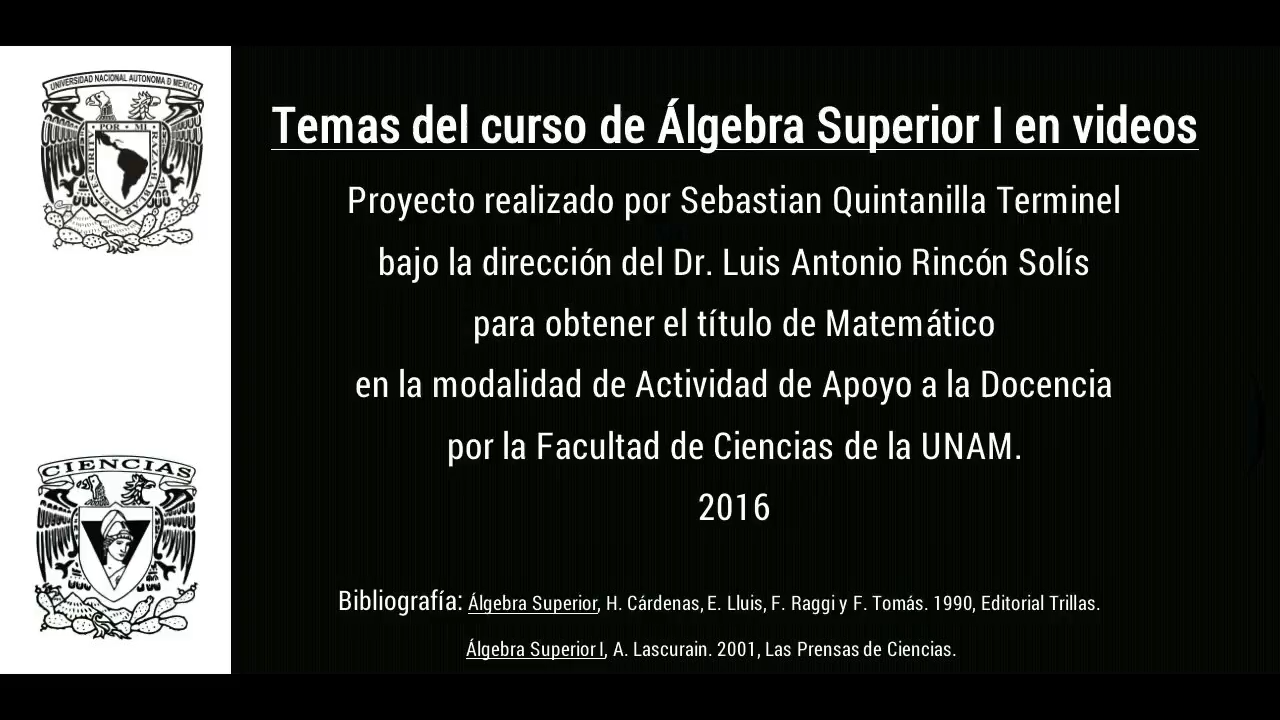 UNIVERSIDAD NACIONAL AUTONOMA D MEXICO
POR • MI
CIENCIAS
Temas del curso de Álgebra Superior I en videos
Proyecto realizado por Sebastian Quintanilla Terminel
bajo la dirección del Dr. Luis Antonio Rincón Solís
para obtener el título de Matemático
en la modalidad de Actividad de Apoyo a la Docencia
por la Facultad de Ciencias de la UNAM.
2016
Bibliografía: Álgebra Superior, H. Cárdenas, E. Lluis, F. Raggi y F. Tomás. 1990, Editorial Trillas.
Álgebra Superior I, A. Lascurain. 2001, Las Prensas de Ciencias.